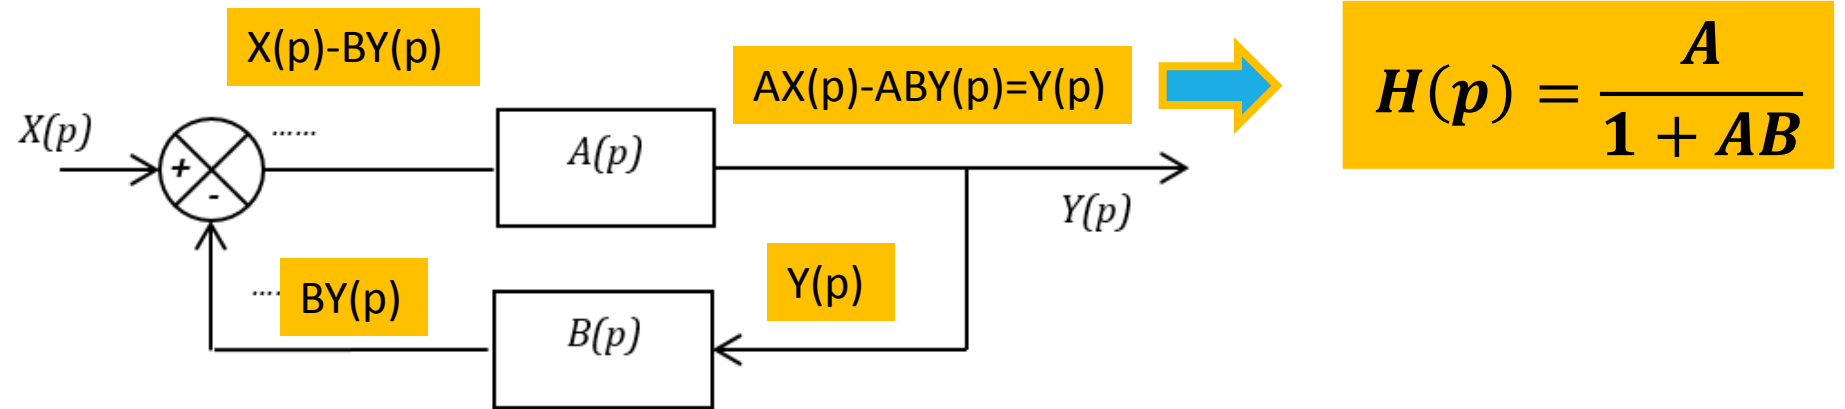 X(p)-BY(p)
AX(p)-ABY(p)=Y(p)
H(p) = A / (1 + AB)
X(p)
......
+
-
A(p)
Y(p)
....
BY(p)
Y(p)
B(p)